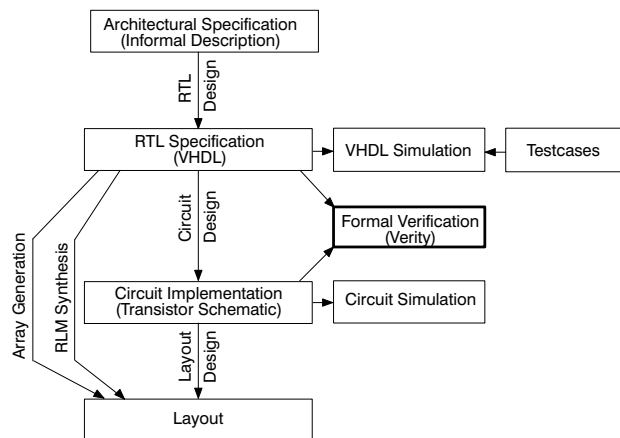 Architectural Specification
(Informal Description)
RTL
Design
RTL Specification
(VHDL)
VHDL Simulation
Testcases
Circuit
Design
Formal Verification
(Verity)
Array Generation
RLM Synthesis
Circuit Implementation
(Transistor Schematic)
Circuit Simulation
Layout
Design
Layout